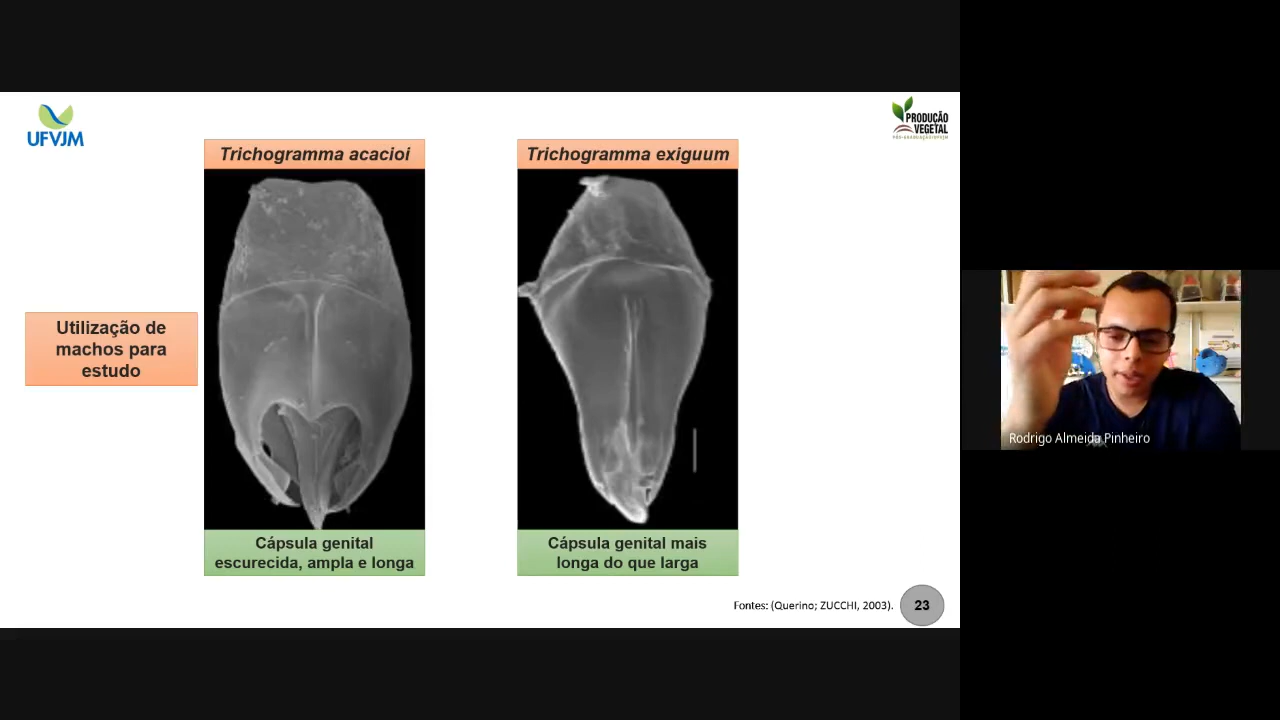 UFVJM
PRODUÇÃO
VEGETAL
Trichogramma acacioi
Trichogramma exiguum
Utilização de
machos para
estudo
Cápsula genital
escurecida, ampla e longa
Cápsula genital mais
longa do que larga
Fontes: (Querino; ZUCCHI, 2003).
23
Rodrigo Almeida Pinheiro